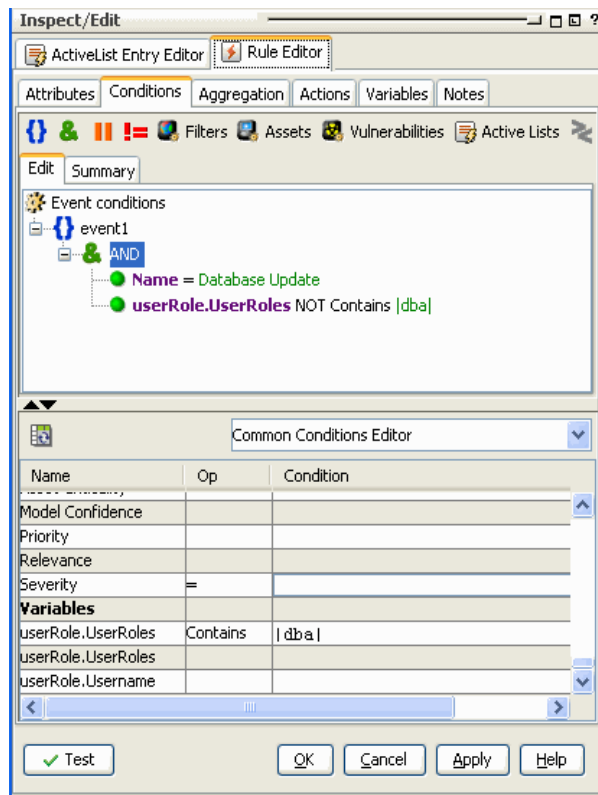 Inspect/Edit ?
ActiveList Entry Editor Rule Editor
Attributes Conditions Aggregation Actions Variables Notes
{} & != Filters Assets Vulnerabilities Active Lists
Edit Summary
Event conditions
{} event1
& AND
Name = Database Update
userRole.UserRoles NOT Contains |dba|
Common Conditions Editor
Name Op Condition
Model Confidence
Priority
Relevance
Severity =
Variables
userRole.UserRoles Contains |dba|
userRole.UserRoles
userRole.Username
Test OK Cancel Apply Help